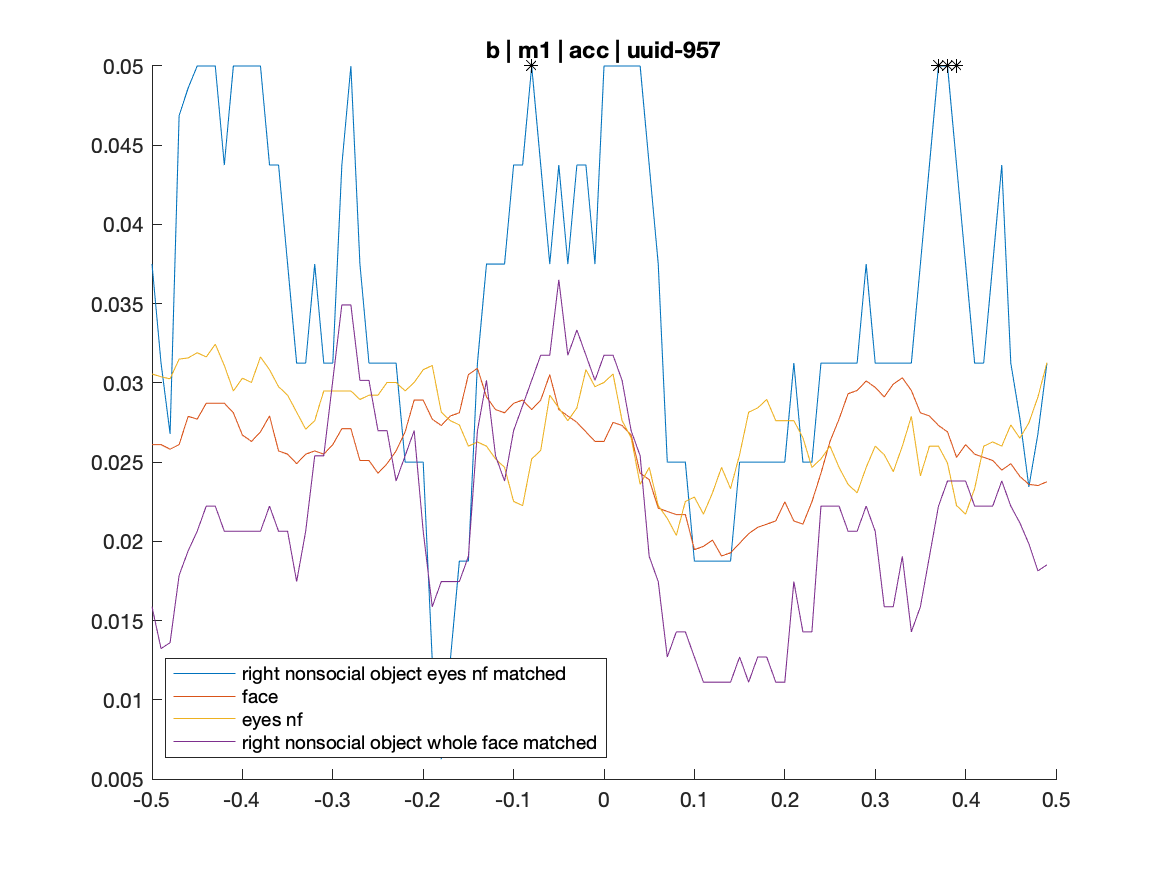 b | m1 | acc | uuid-957
0.05
0.045
0.04
0.035
0.03
0.025
0.02
0.015
0.01
0.005
right nonsocial object eyes nf matched
face
eyes nf
right nonsocial object whole face matched
-0.5 -0.4 -0.3 -0.2 -0.1 0 0.1 0.2 0.3 0.4 0.5